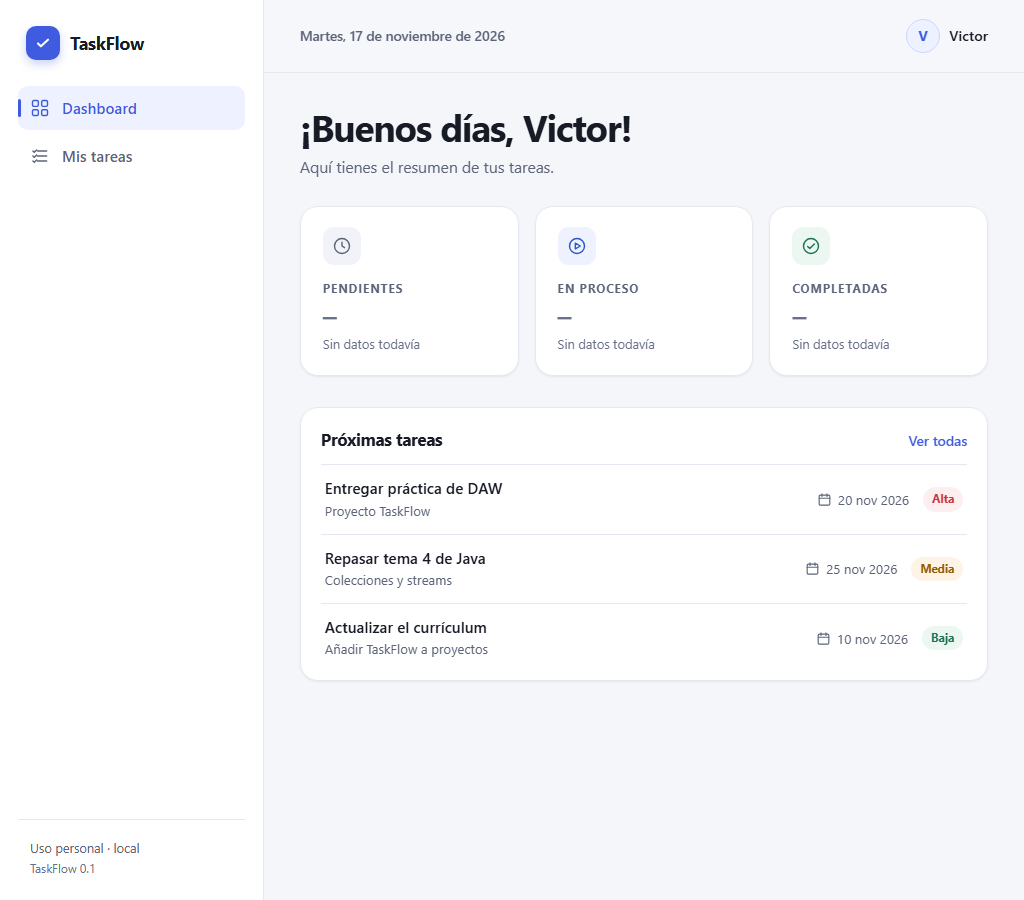 TaskFlow
Dashboard
Mis tareas
Uso personal · local
TaskFlow 0.1
Martes, 17 de noviembre de 2026
V
Victor
¡Buenos días, Victor!
Aquí tienes el resumen de tus tareas.
PENDIENTES
—
Sin datos todavía
EN PROCESO
—
Sin datos todavía
COMPLETADAS
—
Sin datos todavía
Próximas tareas
Ver todas
Entregar práctica de DAW
Proyecto TaskFlow
20 nov 2026
Alta
Repasar tema 4 de Java
Colecciones y streams
25 nov 2026
Media
Actualizar el currículum
Añadir TaskFlow a proyectos
10 nov 2026
Baja